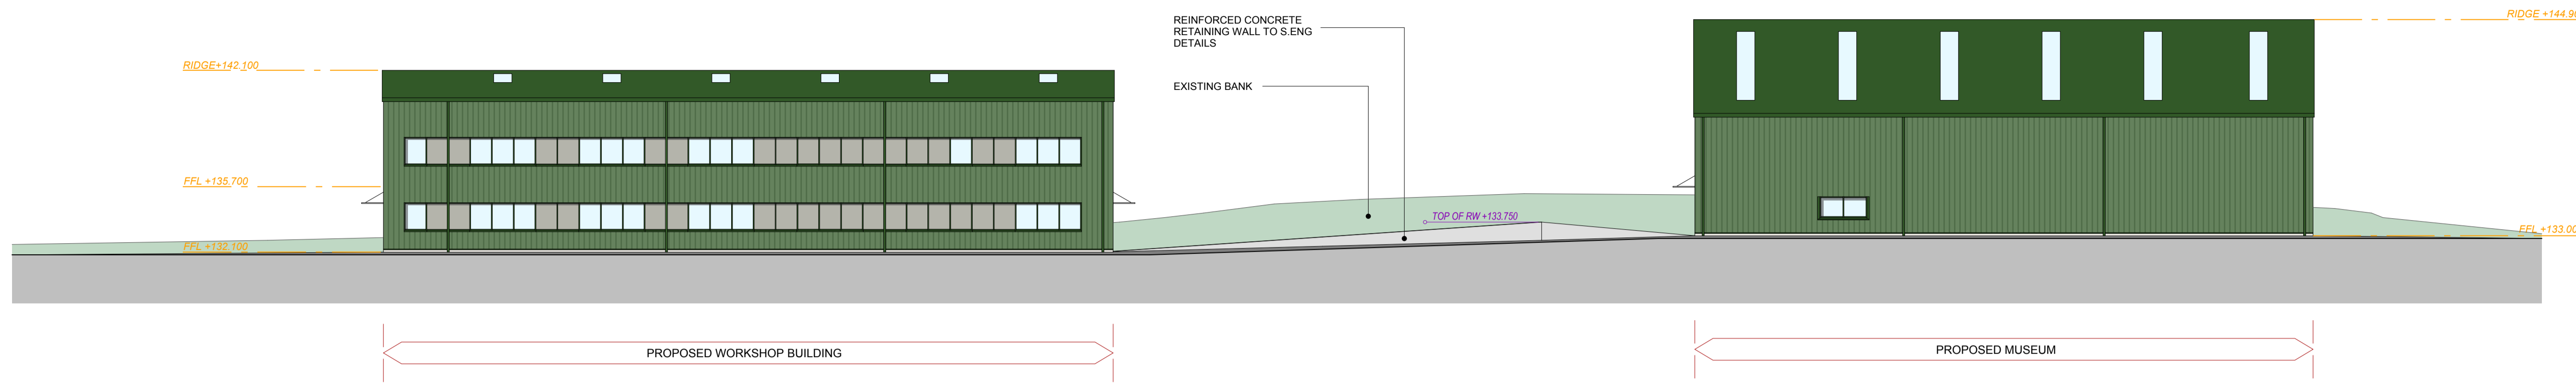 REINFORCED CONCRETE
RETAINING WALL TO S.ENG
DETAILS
EXISTING BANK
RIDGE+142.100
FFL +135.700
FFL +132.100
TOP OF RW +133.750
RIDGE +144.9
FFL +133.00
PROPOSED WORKSHOP BUILDING
PROPOSED MUSEUM